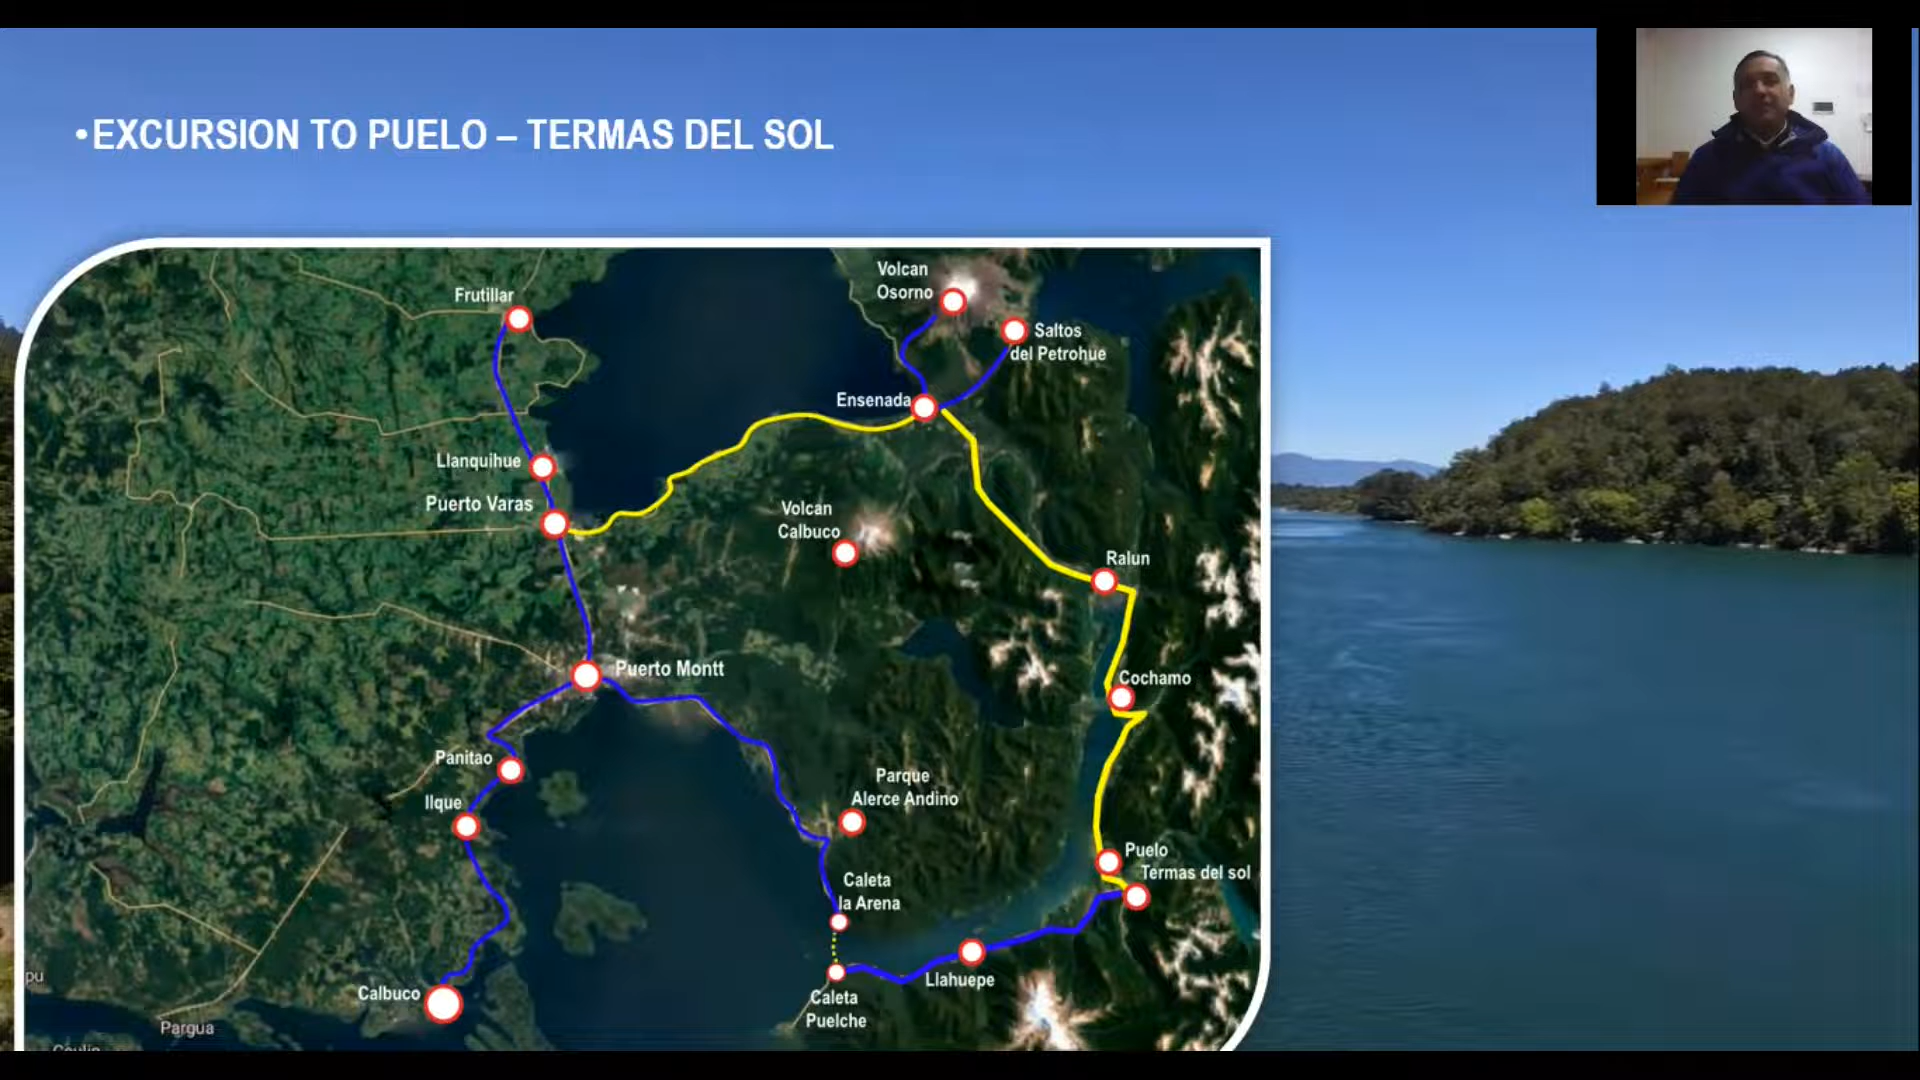 •EXCURSION TO PUELO – TERMAS DEL SOL
Volcan
Osorno
Frutillar
Saltos
del Petrohue
Ensenada
Llanquihue
Puerto Varas
Volcan
Calbuco
Ralun
Puerto Montt
Cochamo
Panitao
Parque
Alerce Andino
Ilque
Puelo
Termas del sol
Caleta
la Arena
Llahuepe
Calbuco
Caleta
Puelche
pu
Pargua